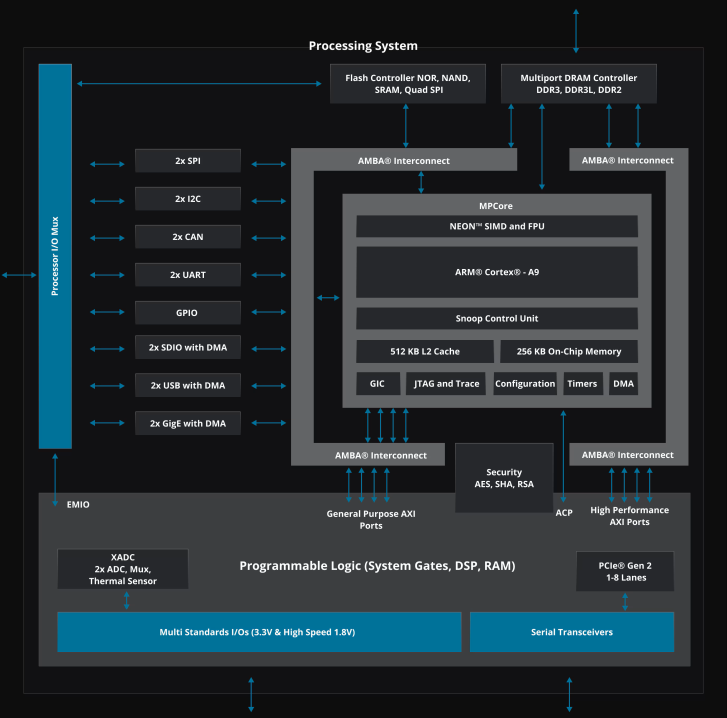 Processing System
Flash Controller NOR, NAND,
SRAM, Quad SPI
Multiport DRAM Controller
DDR3, DDR3L, DDR2
Processor I/O Mux
2x SPI
2x I2C
2x CAN
2x UART
GPIO
2x SDIO with DMA
2x USB with DMA
2x GigE with DMA
AMBA® Interconnect
AMBA® Interconnect
MPCore
NEON™ SIMD and FPU
ARM® Cortex® - A9
Snoop Control Unit
512 KB L2 Cache
256 KB On-Chip Memory
GIC
JTAG and Trace
Configuration
Timers
DMA
AMBA® Interconnect
AMBA® Interconnect
Security
AES, SHA, RSA
EMIO
General Purpose AXI
Ports
ACP
High Performance
AXI Ports
XADC
2x ADC, Mux,
Thermal Sensor
Programmable Logic (System Gates, DSP, RAM)
PCIe® Gen 2
1-8 Lanes
Multi Standards I/Os (3.3V & High Speed 1.8V)
Serial Transceivers